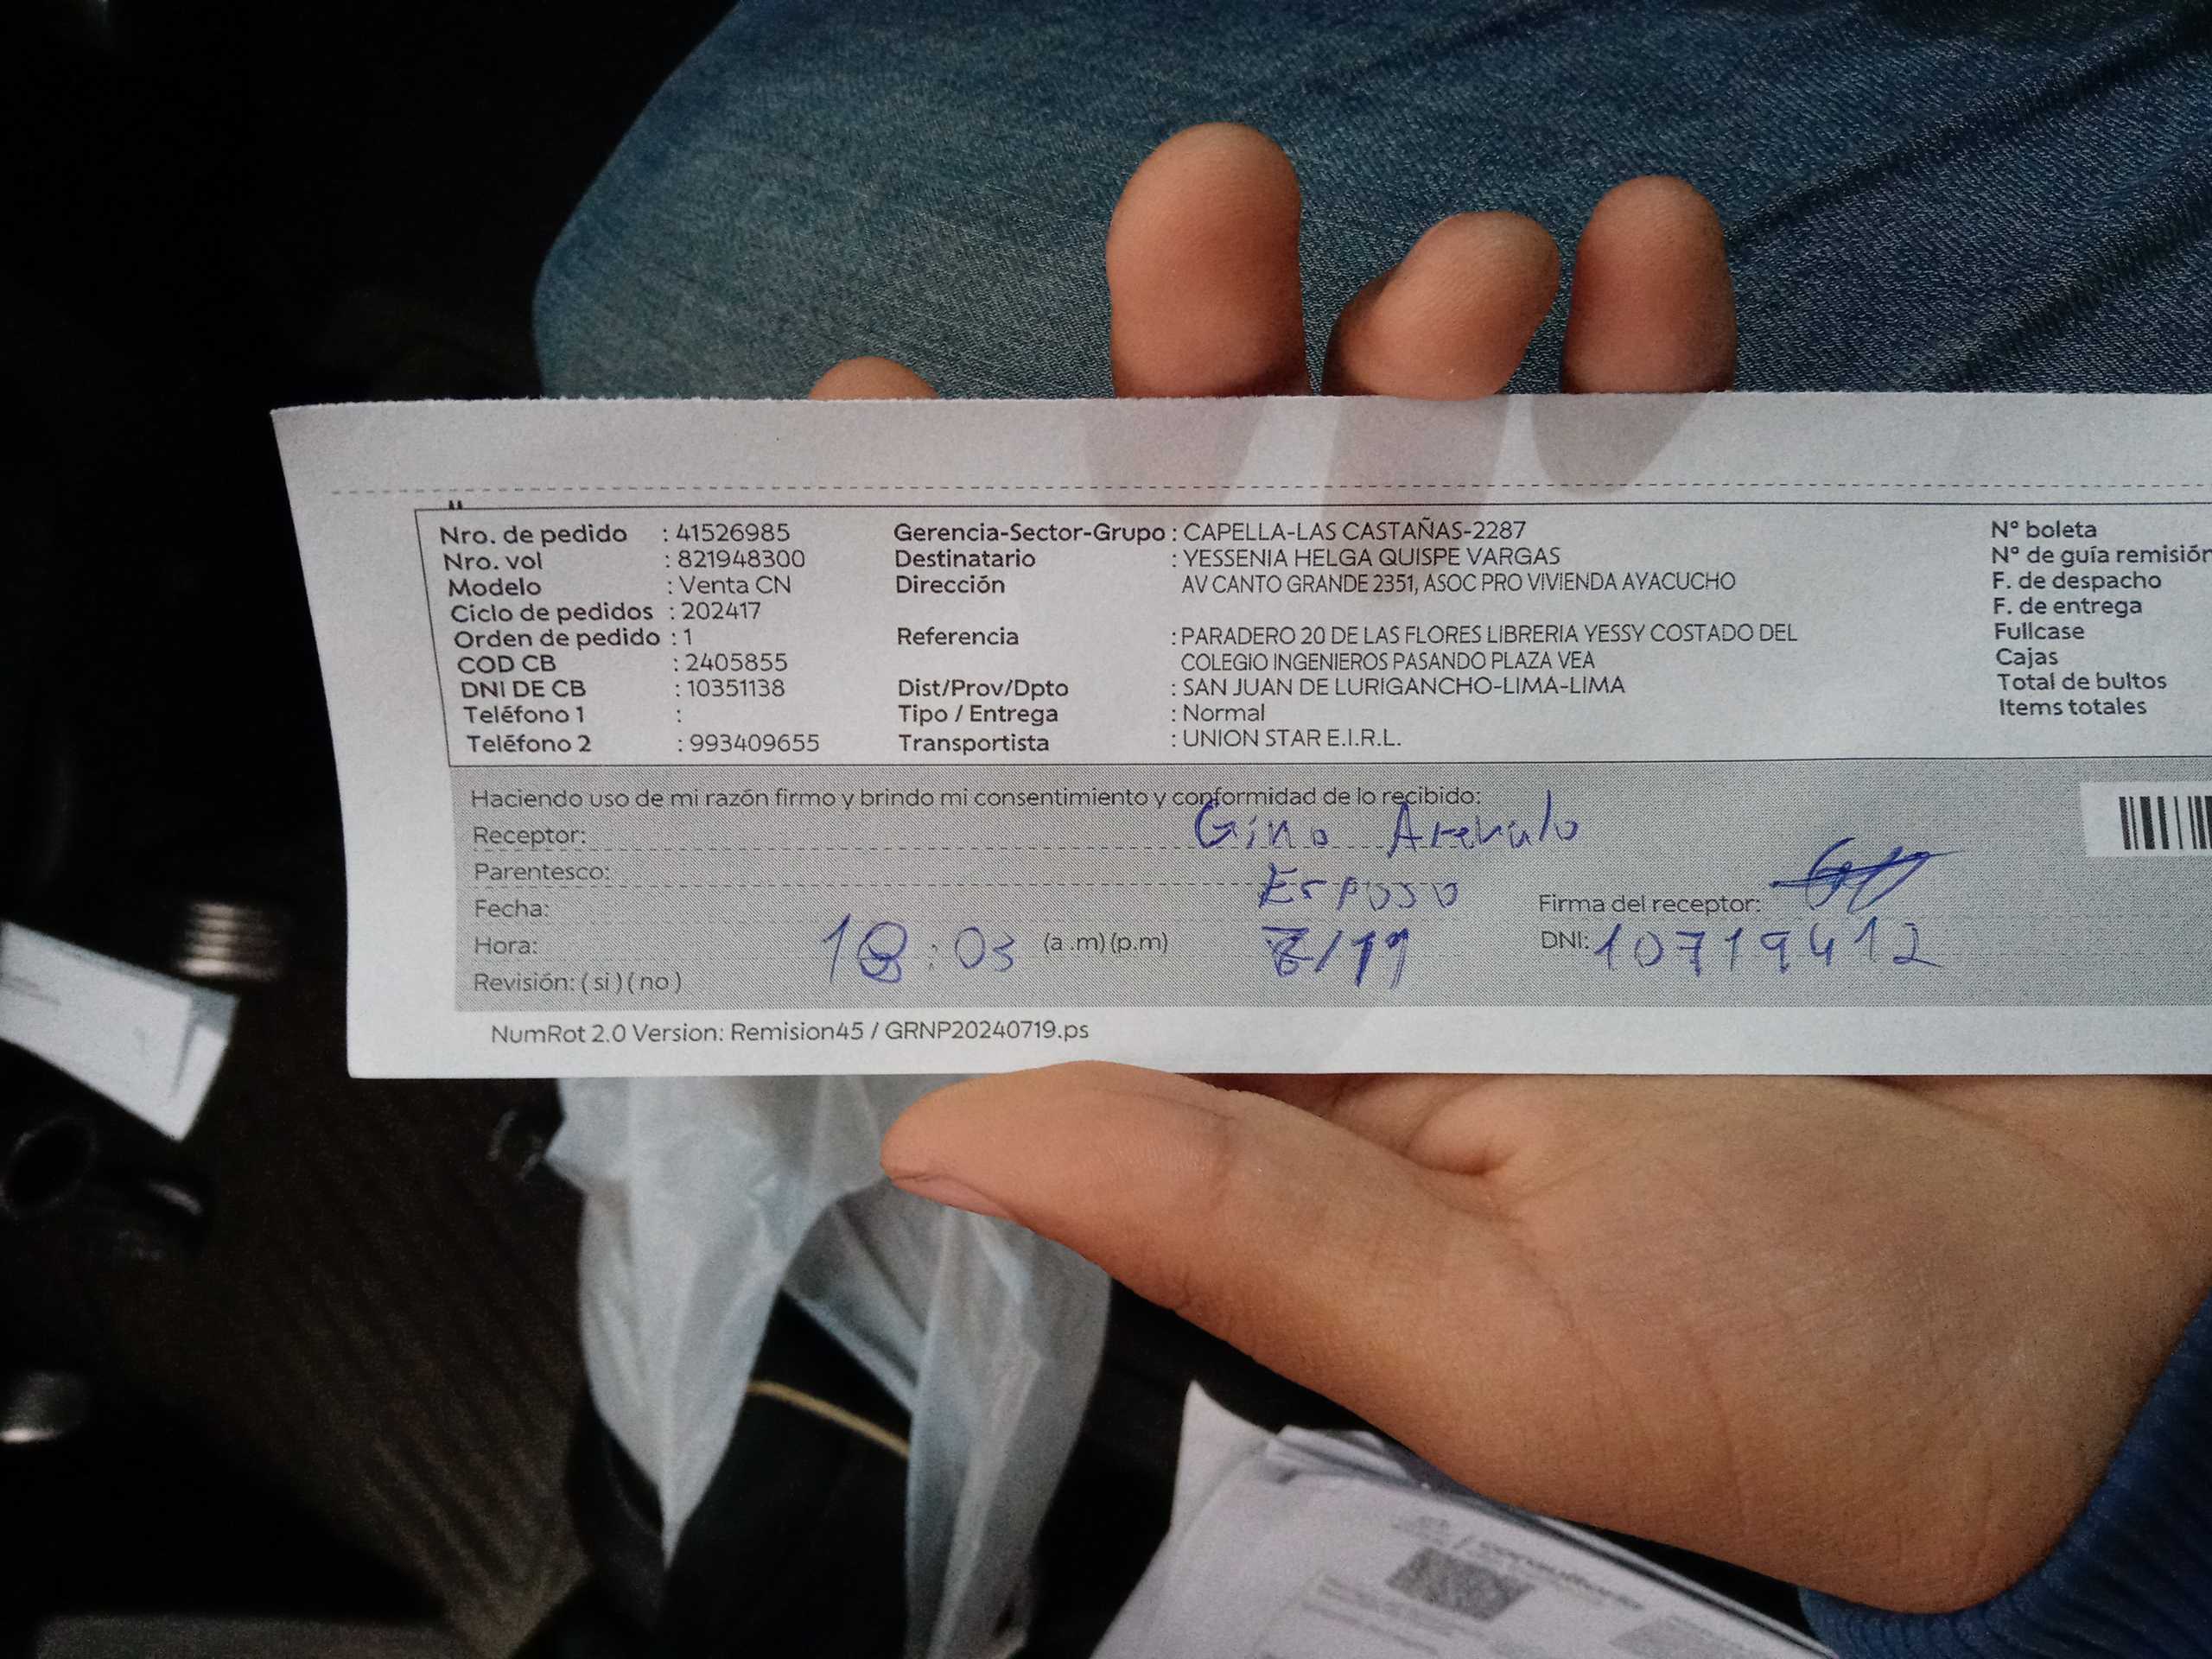 Nro. de pedido : 41526985 Gerencia-Sector-Grupo : CAPELLA-LAS CASTAÑAS-2287 N° boleta
Nro. vol : 821948300 Destinatario : YESSENIA HELGA QUISPE VARGAS N° de guía remisión
Modelo : Venta CN Dirección AV CANTO GRANDE 2351, ASOC PRO VIVIENDA AYACUCHO F. de despacho
Ciclo de pedidos : 202417 F. de entrega
Orden de pedido : 1 Referencia : PARADERO 20 DE LAS FLORES LIBRERIA YESSY COSTADO DEL Fullcase
COD CB : 2405855 COLEGIO INGENIEROS PASANDO PLAZA VEA Cajas
DNI DE CB : 10351138 Dist/Prov/Dpto : SAN JUAN DE LURIGANCHO-LIMA-LIMA Total de bultos
Teléfono 1 : Tipo / Entrega : Normal Items totales
Teléfono 2 : 993409655 Transportista : UNION STAR E.I.R.L.
Haciendo uso de mi razón firmo y brindo mi consentimiento y conformidad de lo recibido:
Receptor: Gino Arevalo
Parentesco: Esposo
Fecha: Firma del receptor:
Hora: 18:03 (a .m) (p.m) /11 DNI: 10719412
Revisión: ( si ) ( no )
NumRot 2.0 Version: Remision45 / GRNP20240719.ps